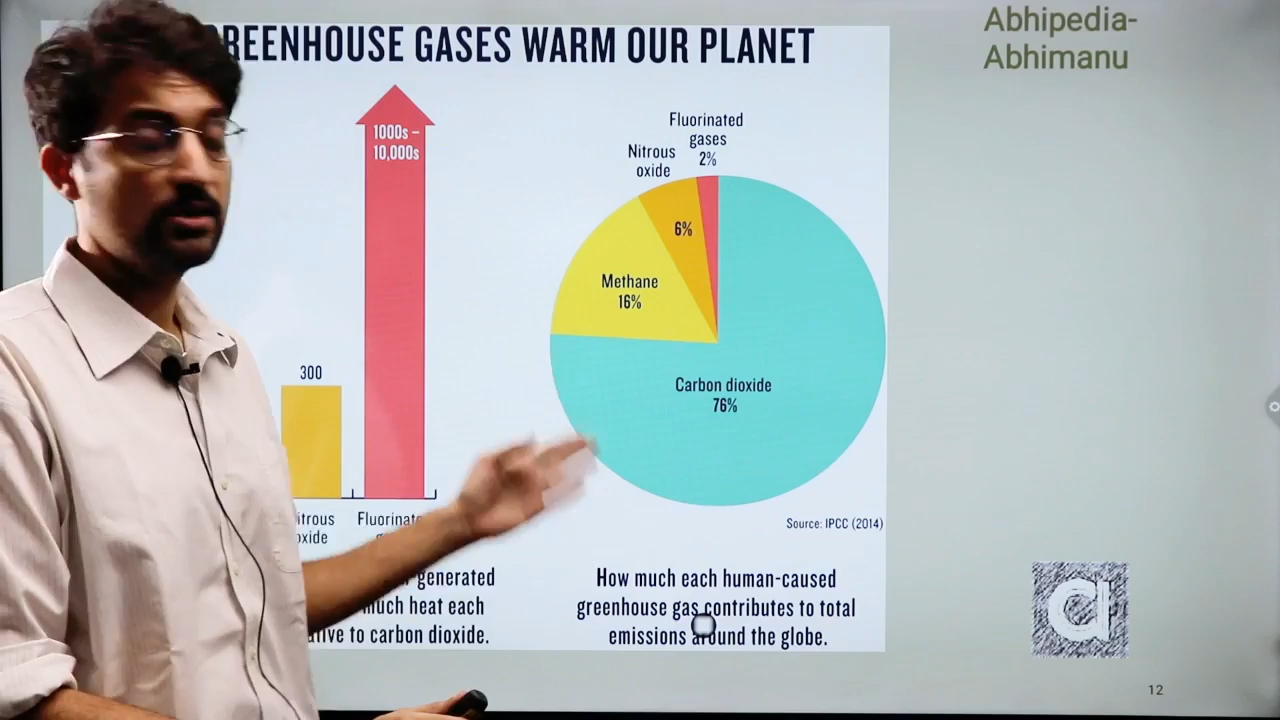 REENHOUSE GASES WARM OUR PLANET
Abhipedia-
Abhimanu
1000s –
10,000s
300
itrous
oxide
Fluorinat
generated
much heat each
ative to carbon dioxide.
Fluorinated
gases
2%
Nitrous
oxide
6%
Methane
16%
Carbon dioxide
76%
Source: IPCC (2014)
How much each human-caused
greenhouse gas contributes to total
emissions around the globe.
a
12